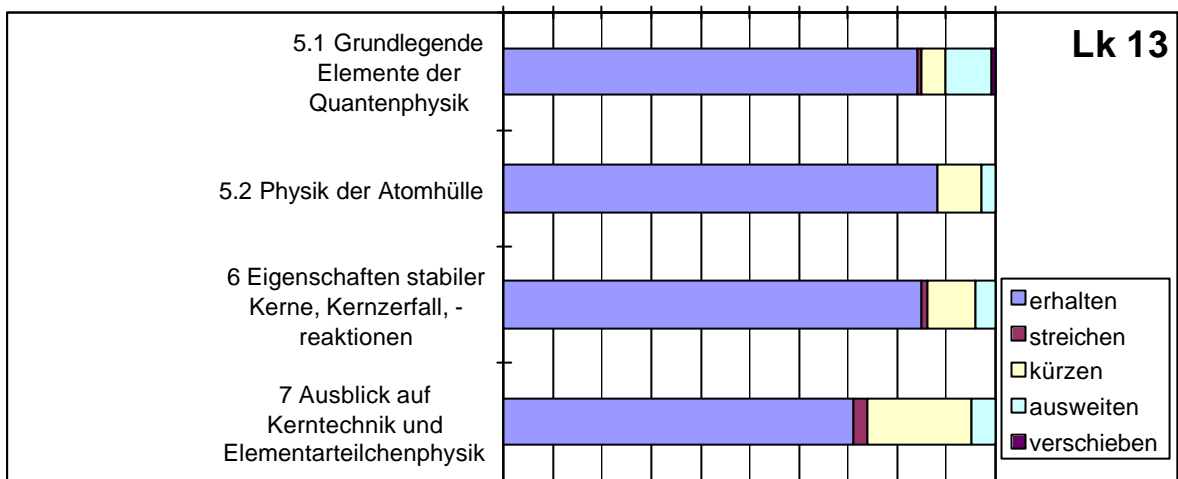 Lk 13
5.1 Grundlegende
Elemente der
Quantenphysik
5.2 Physik der Atomhülle
6 Eigenschaften stabiler
Kerne, Kernzerfall, -
reaktionen
7 Ausblick auf
Kerntechnik und
Elementarteilchenphysik
erhalten
streichen
kürzen
ausweiten
verschieben